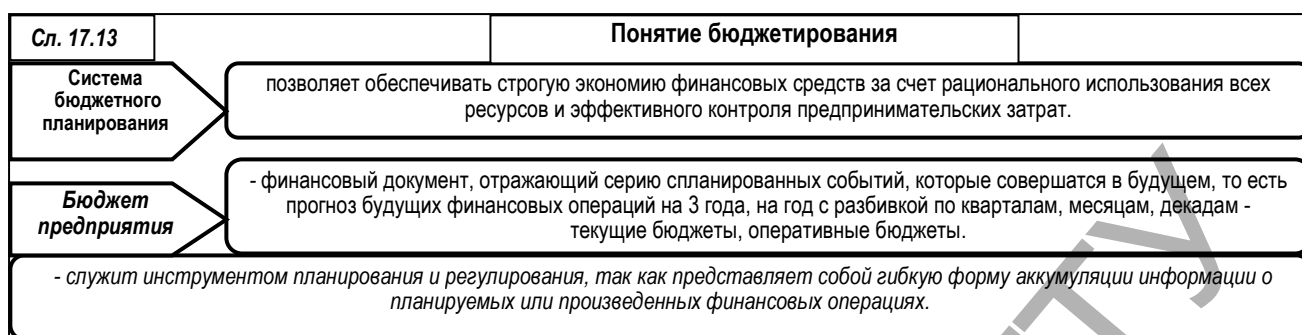 Сл. 17.13
Понятие бюджетирования
Система
бюджетного
планирования
позволяет обеспечивать строгую экономию финансовых средств за счет рационального использования всех
ресурсов и эффективного контроля предпринимательских затрат.
Бюджет
предприятия
- финансовый документ, отражающий серию спланированных событий, которые совершатся в будущем, то есть
прогноз будущих финансовых операций на 3 года, на год с разбивкой по кварталам, месяцам, декадам -
текущие бюджеты, оперативные бюджеты.
- служит инструментом планирования и регулирования, так как представляет собой гибкую форму аккумуляции информации о
планируемых или произведенных финансовых операциях.